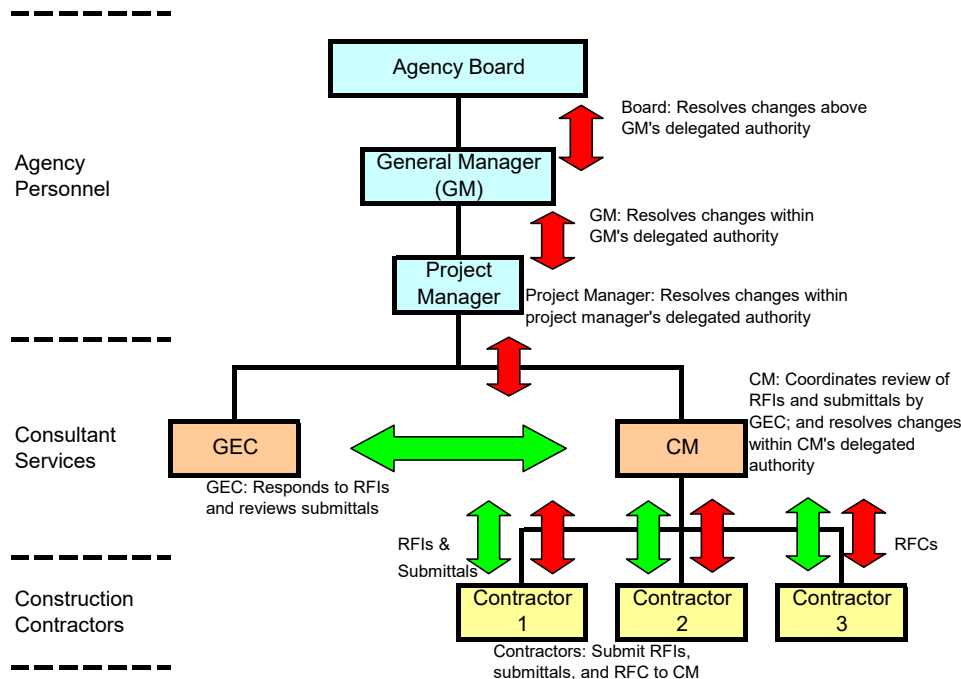 Agency Board
Board: Resolves changes above
GM's delegated authority
Agency
Personnel
General Manager
(GM)
GM: Resolves changes within
GM's delegated authority
Project
Manager
Project Manager: Resolves changes within
project manager's delegated authority
CM: Coordinates review of
RFIs and submittals by
GEC; and resolves changes
within CM's delegated
authority
Consultant
Services
GEC
CM
GEC: Responds to RFIs
and reviews submittals
RFIs &
Submittals
RFCs
Construction
Contractors
Contractor
1
Contractor
2
Contractor
3
Contractors: Submit RFIs,
submittals, and RFC to CM